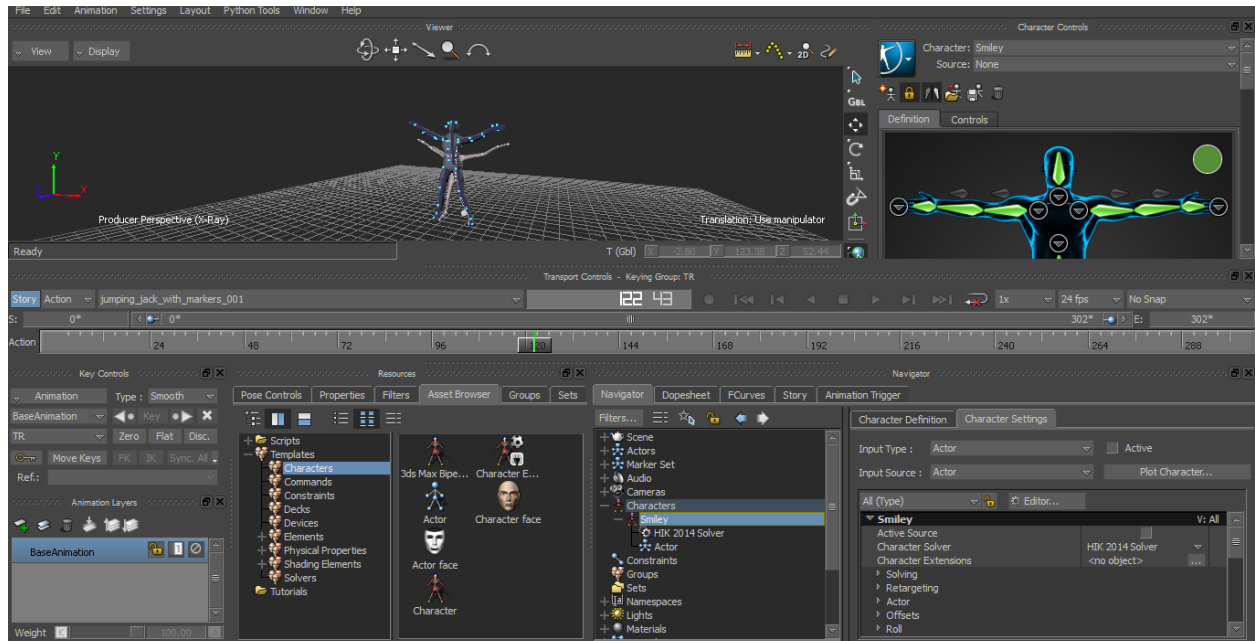 File Edit Animation Settings Layout Python Tools Window Help
Viewer
View Display
Y
X
Producer Perspective (X-Ray)
Translation: Use manipulator
Ready
T (Gbl) X -2.80 Y 123.38 Z 52.44
GBL
2D
Character Controls
Character: Smiley
Source: None
Definition Controls
Transport Controls - Keying Group: TR
Story Action jumping_jack_with_markers_001 122 43 1x 24 fps No Snap
S: 0* 0* 302* E: 302*
Action 24 48 72 96 120 144 168 192 216 240 264 288
Key Controls
Animation Type : Smooth
BaseAnimation Key
TR Zero Flat Disc.
Move Keys FK IK Sync. All
Ref.:
Animation Layers
BaseAnimation 1
Weight K 100.00 A
Resources
Pose Controls Properties Filters Asset Browser Groups Sets
Scripts
Templates
Characters
Commands
Constraints
Decks
Devices
Elements
Physical Properties
Shading Elements
Solvers
Tutorials
3ds Max Bipe... Character E...
Actor Character face
Actor face
Character
Navigator
Navigator Dopesheet FCurves Story Animation Trigger
Filters...
Scene
Actors
Marker Set
Audio
Cameras
Characters
Smiley
HIK 2014 Solver
Actor
Constraints
Groups
Sets
Namespaces
Lights
Materials
Character Definition Character Settings
Input Type : Actor Active
Input Source : Actor Plot Character...
All (Type) Editor...
Smiley V: All
Active Source
Character Solver HIK 2014 Solver
Character Extensions <no object> ...
Solving
Retargeting
Actor
Offsets
Roll